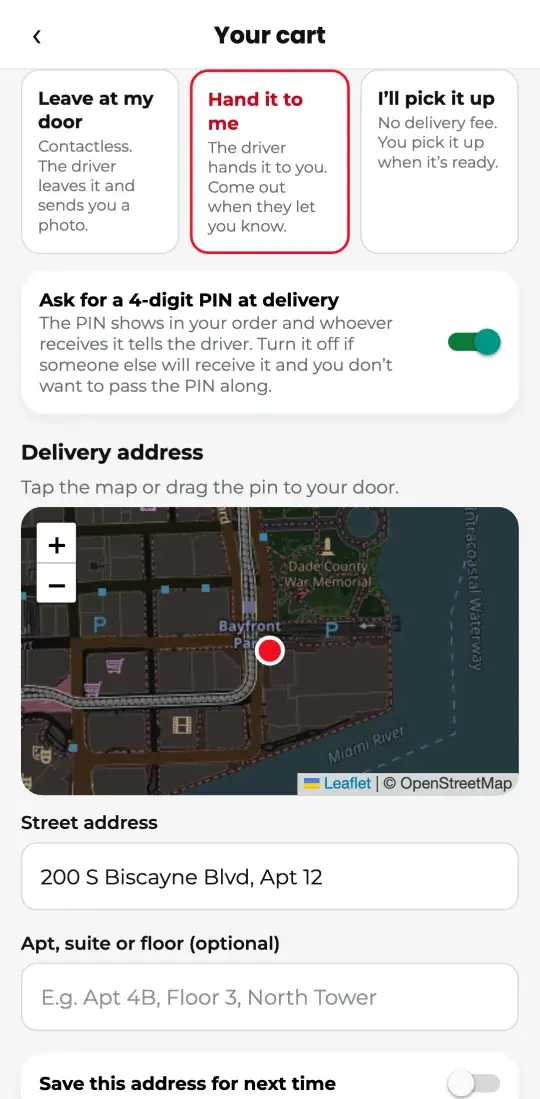 Your cart
Leave at my
door
Contactless.
The driver
leaves it and
sends you a
photo.
Hand it to
me
The driver
hands it to you.
Come out
when they let
you know.
I’ll pick it up
No delivery fee.
You pick it up
when it’s ready.
Ask for a 4-digit PIN at delivery
The PIN shows in your order and whoever
receives it tells the driver. Turn it off if
someone else will receive it and you don’t
want to pass the PIN along.
Delivery address
Tap the map or drag the pin to your door.
+
−
Dade County
War Memorial
Intracoastal Waterway
P
Bayfront
P
Miami River
Leaflet | © OpenStreetMap
Street address
200 S Biscayne Blvd, Apt 12
Apt, suite or floor (optional)
E.g. Apt 4B, Floor 3, North Tower
Save this address for next time